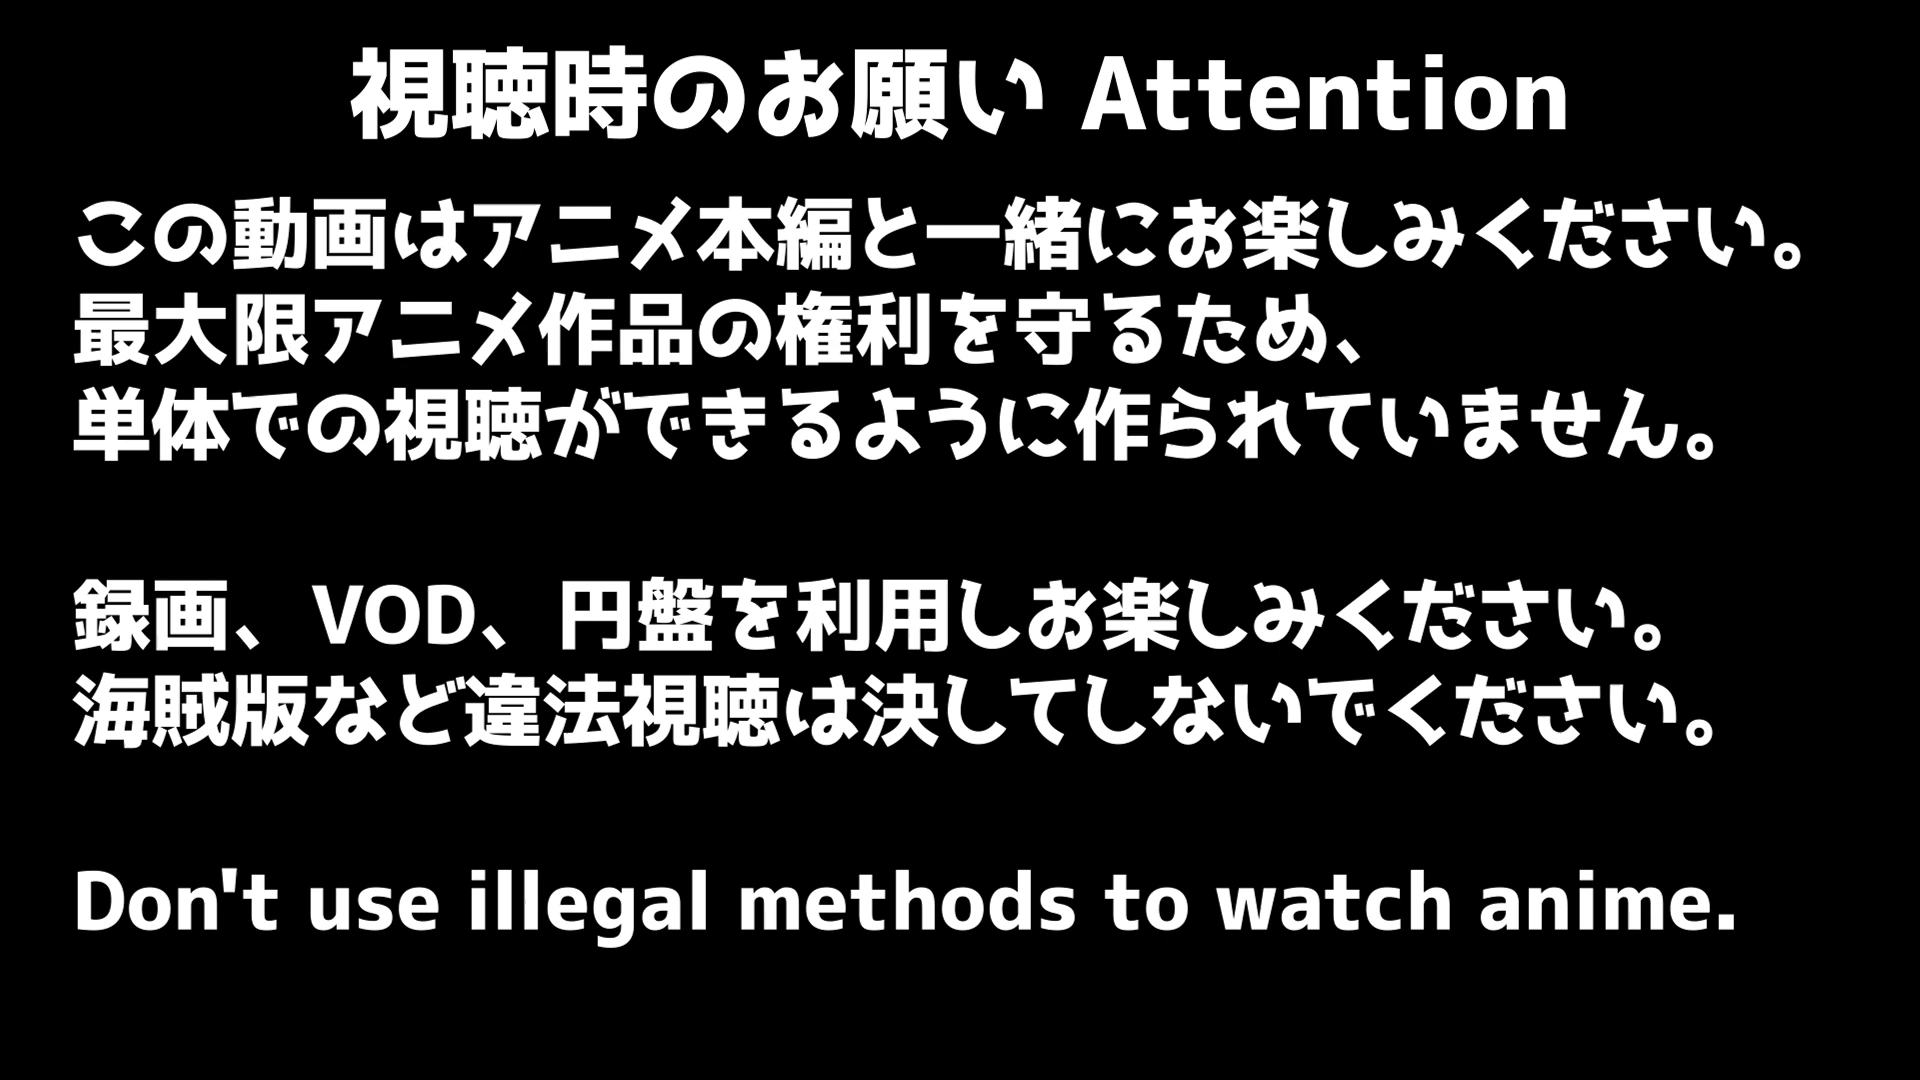 視聴時のお願い Attention
この動画はアニメ本編と一緒にお楽しみください。
最大限アニメ作品の権利を守るため、
単体での視聴ができるように作られていません。
録画、VOD、円盤を利用しお楽しみください。
海賊版など違法視聴は決してしないでください。
Don't use illegal methods to watch anime.